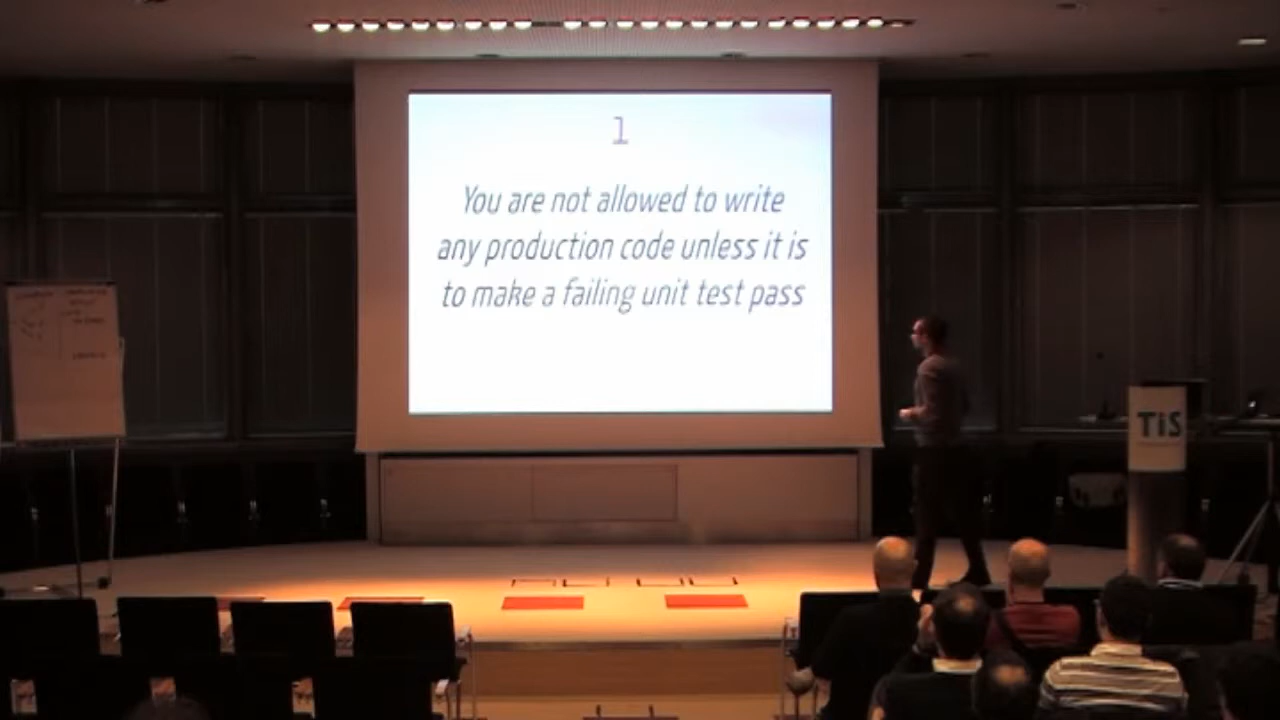 1
You are not allowed to write
any production code unless it is
to make a failing unit test pass
TiS